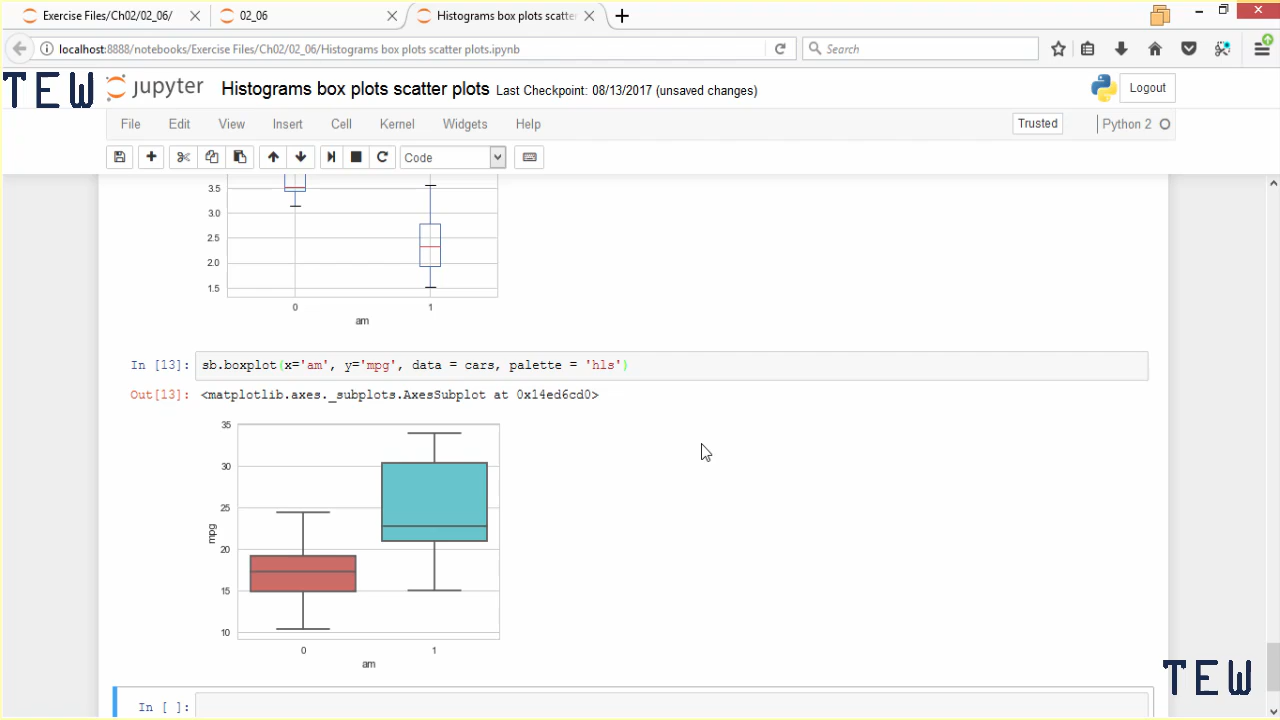 Exercise Files/Ch02/02_06/
02_06
Histograms box plots scatte
localhost:8888/notebooks/Exercise Files/Ch02/02_06/Histograms box plots scatter plots.ipynb
Search
TEW
jupyter
Histograms box plots scatter plots Last Checkpoint: 08/13/2017 (unsaved changes)
Logout
File Edit View Insert Cell Kernel Widgets Help
Trusted
Python 2
Code
3.5
3.0
2.5
2.0
1.5
0 1
am
In [13]: sb.boxplot(x='am', y='mpg', data = cars, palette = 'hls')
Out[13]: <matplotlib.axes._subplots.AxesSubplot at 0x14ed6cd0>
35
30
25
mpg
20
15
10
0 1
am
TEW
In [ ]: